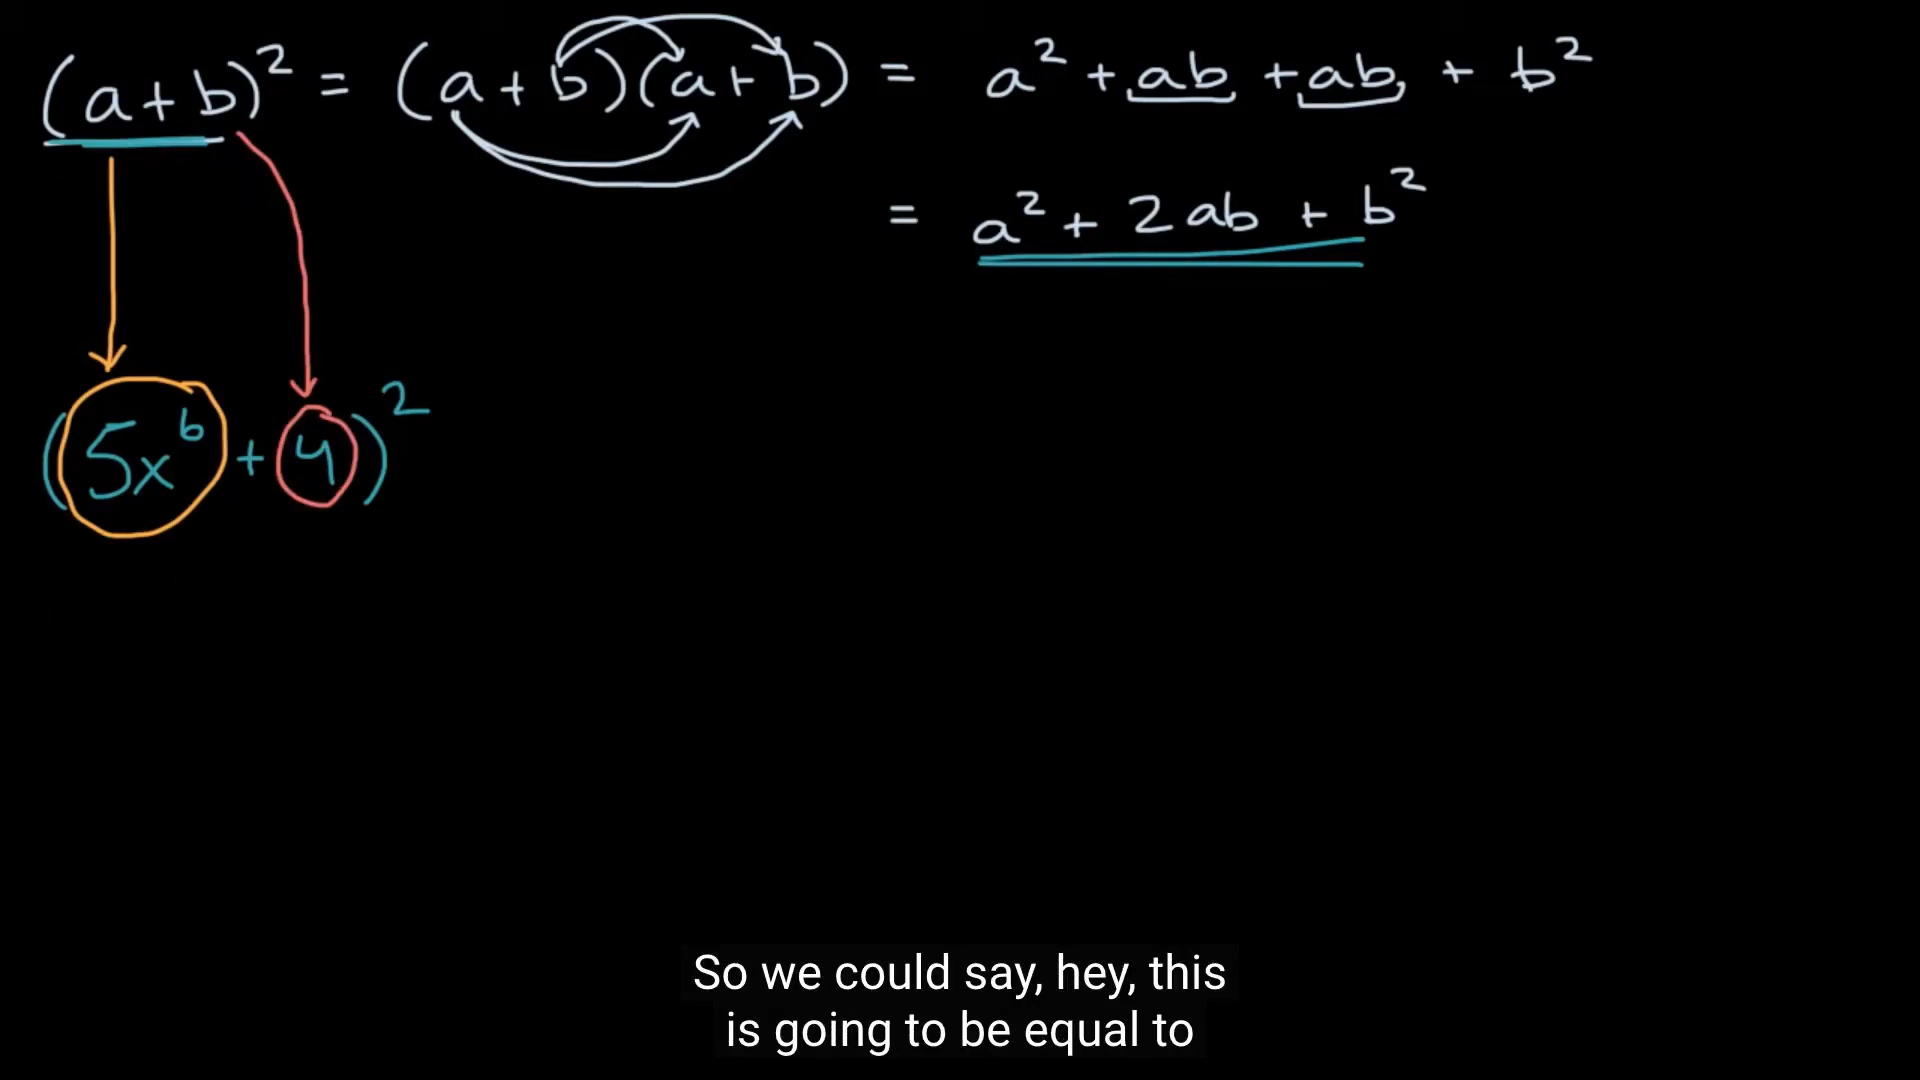 (a+b)² = (a+b)(a+b) = a² + ab + ab + b²
= a² + 2ab + b²
(5x⁶ + 4)²
So we could say, hey, this
is going to be equal to